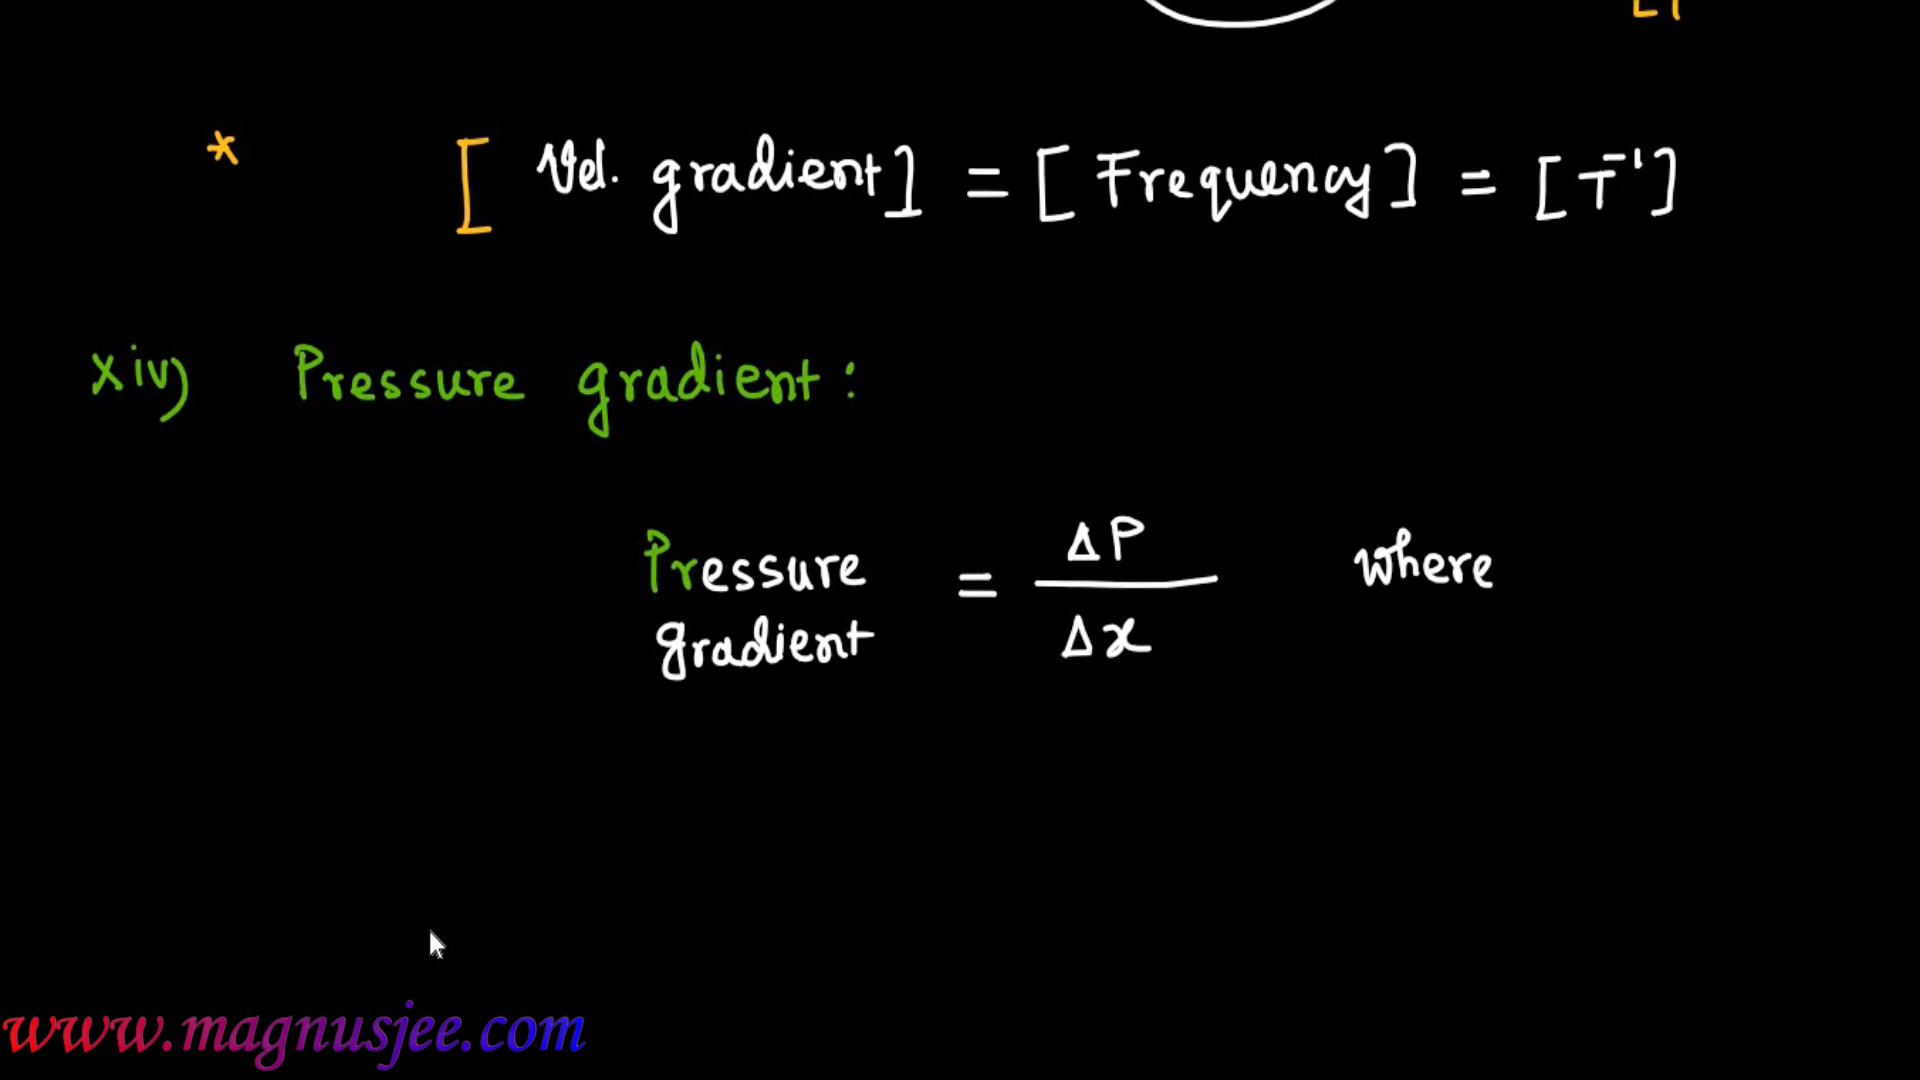 * [ Vel. gradient ] = [ Frequency ] = [ T⁻¹ ]
xiv) Pressure gradient :
Pressure gradient = ΔP / Δx where
www.magnusjee.com